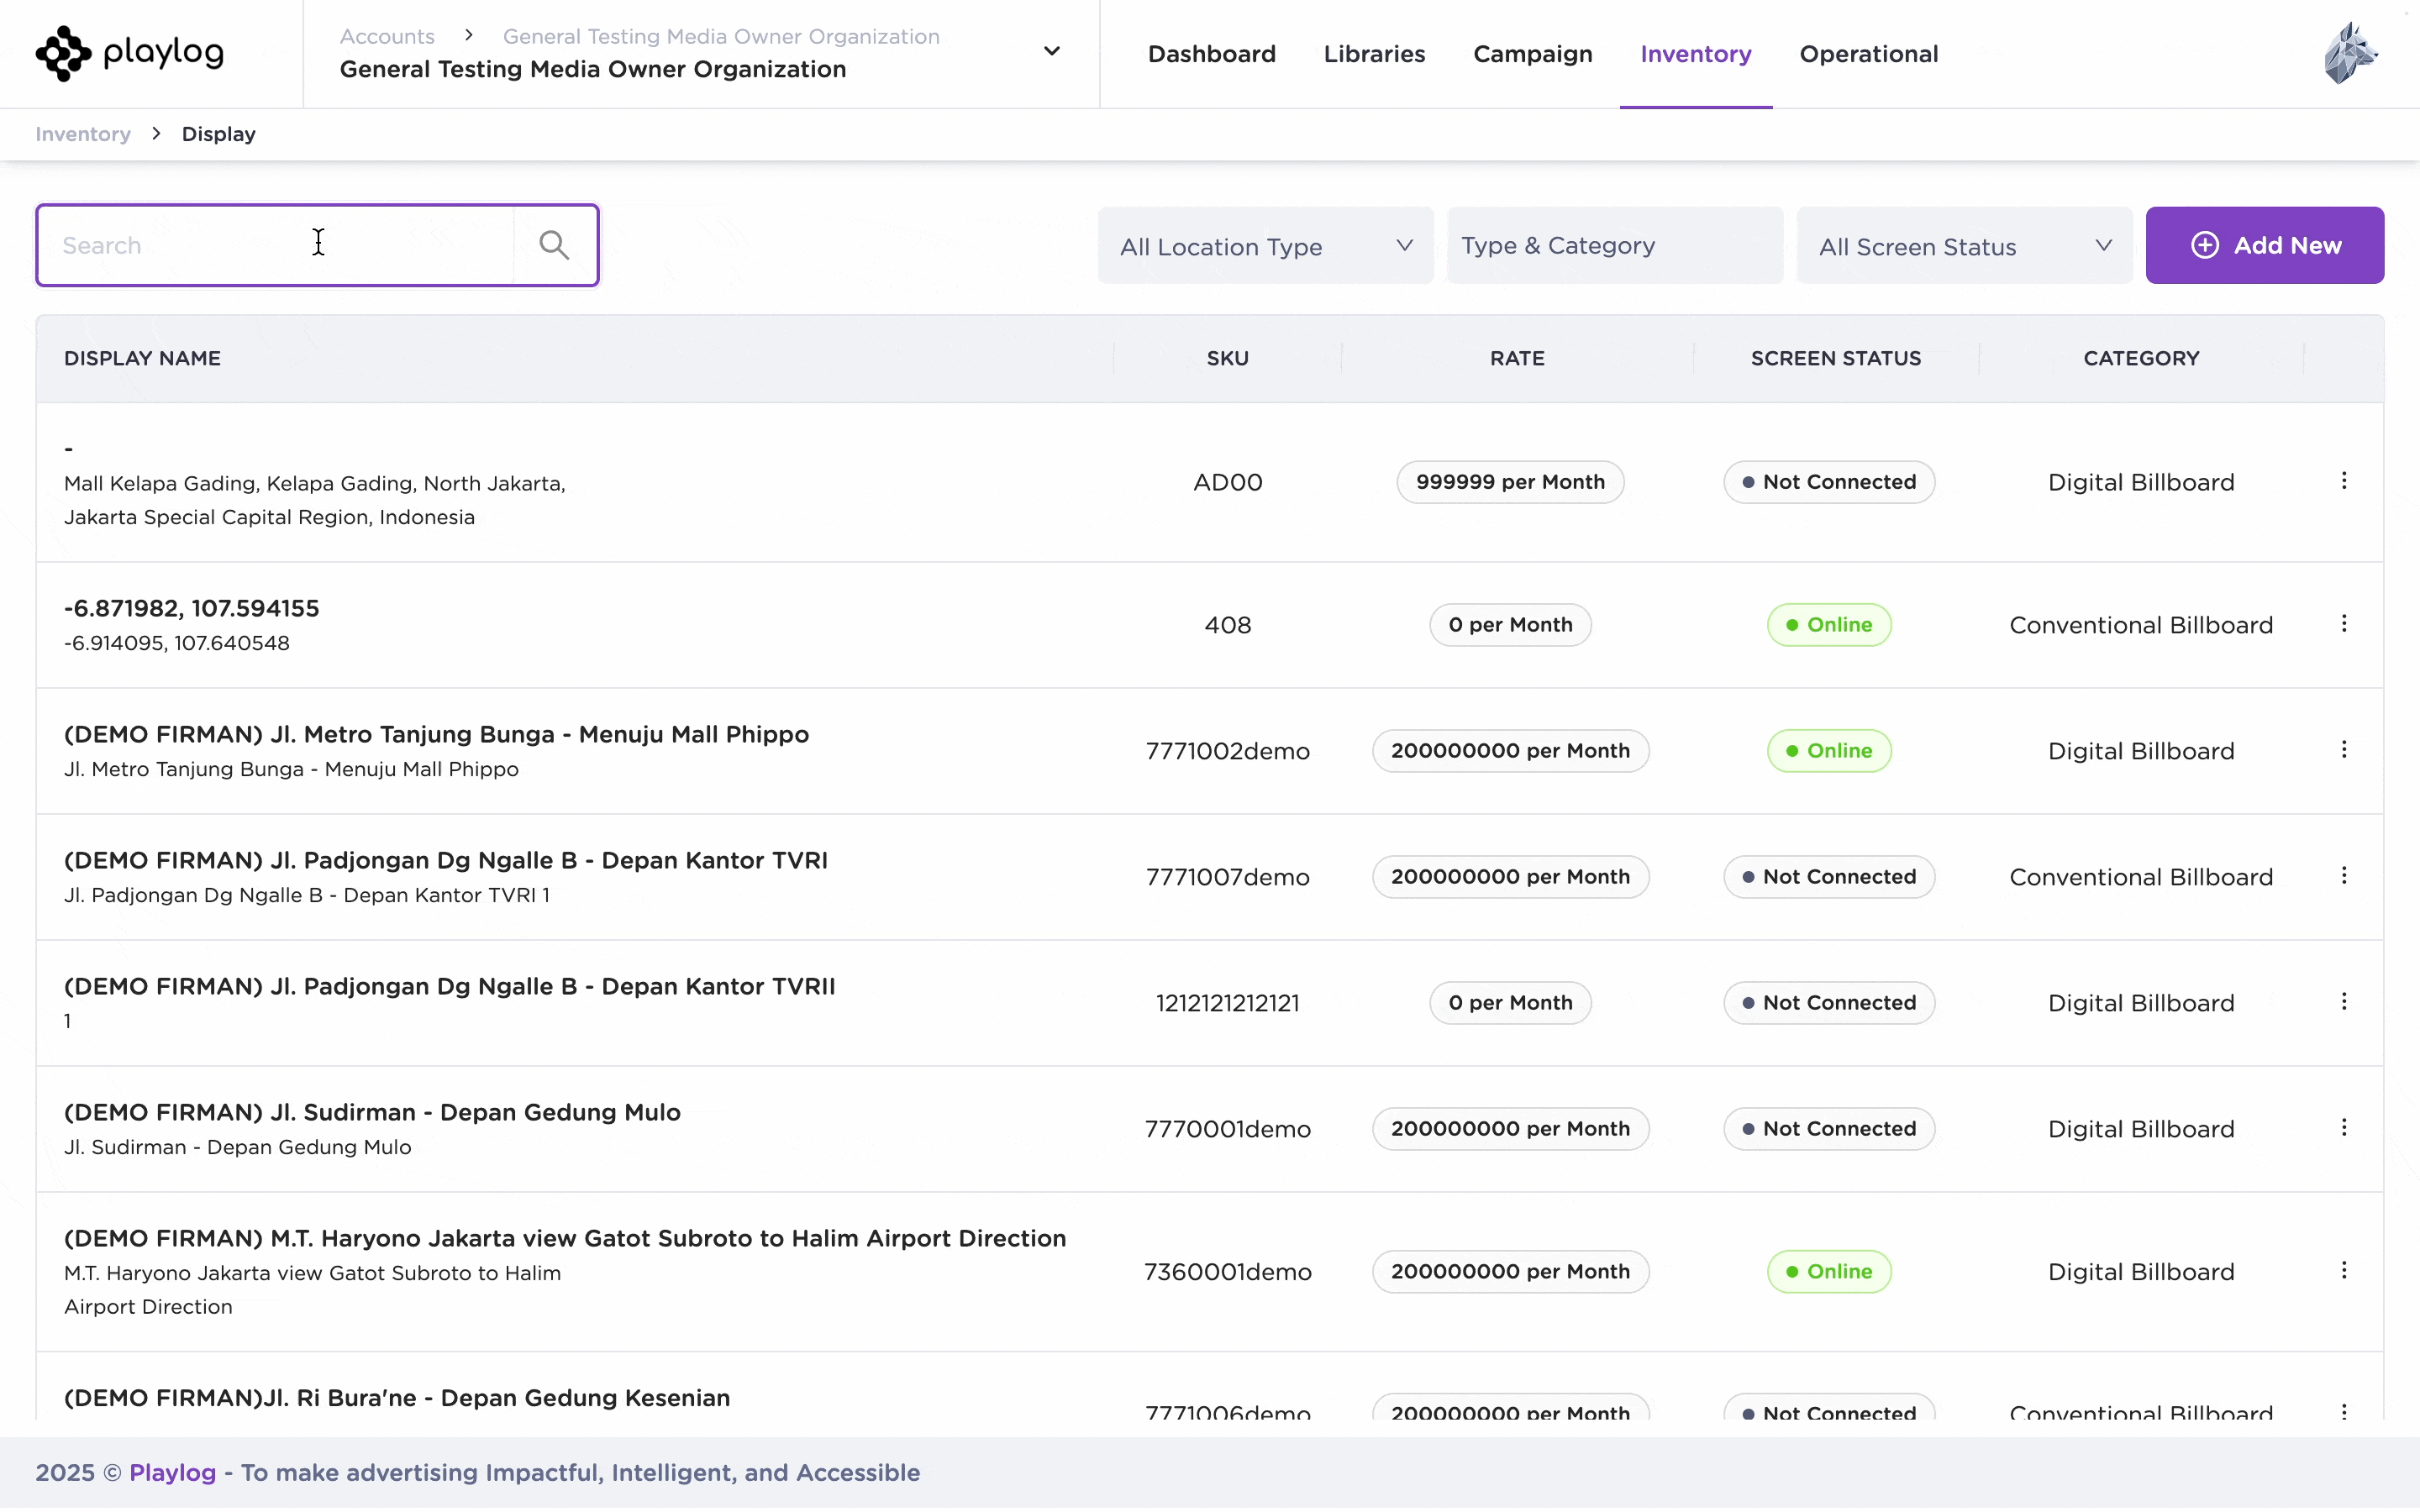 playlog
Accounts > General Testing Media Owner Organization
General Testing Media Owner Organization
Dashboard
Libraries
Campaign
Inventory
Operational
Inventory > Display
Search
All Location Type
Type & Category
All Screen Status
Add New
DISPLAY NAME SKU RATE SCREEN STATUS CATEGORY
-
Mall Kelapa Gading, Kelapa Gading, North Jakarta,
Jakarta Special Capital Region, Indonesia
AD00 999999 per Month Not Connected Digital Billboard
-6.871982, 107.594155
-6.914095, 107.640548
408 0 per Month Online Conventional Billboard
(DEMO FIRMAN) Jl. Metro Tanjung Bunga - Menuju Mall Phippo
Jl. Metro Tanjung Bunga - Menuju Mall Phippo
7771002demo 200000000 per Month Online Digital Billboard
(DEMO FIRMAN) Jl. Padjongan Dg Ngalle B - Depan Kantor TVRI
Jl. Padjongan Dg Ngalle B - Depan Kantor TVRI 1
7771007demo 200000000 per Month Not Connected Conventional Billboard
(DEMO FIRMAN) Jl. Padjongan Dg Ngalle B - Depan Kantor TVRII
1
1212121212121 0 per Month Not Connected Digital Billboard
(DEMO FIRMAN) Jl. Sudirman - Depan Gedung Mulo
Jl. Sudirman - Depan Gedung Mulo
7770001demo 200000000 per Month Not Connected Digital Billboard
(DEMO FIRMAN) M.T. Haryono Jakarta view Gatot Subroto to Halim Airport Direction
M.T. Haryono Jakarta view Gatot Subroto to Halim
Airport Direction
7360001demo 200000000 per Month Online Digital Billboard
(DEMO FIRMAN)Jl. Ri Bura'ne - Depan Gedung Kesenian
7771006demo 200000000 per Month Not Connected Conventional Billboard
2025 © Playlog - To make advertising Impactful, Intelligent, and Accessible